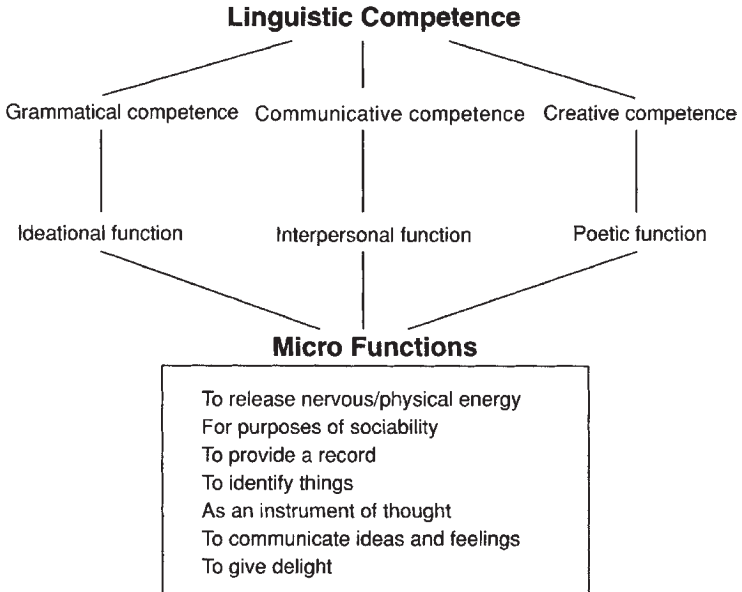 Linguistic Competence
Grammatical competence Communicative competence Creative competence
Ideational function Interpersonal function Poetic function
Micro Functions
To release nervous/physical energy
For purposes of sociability
To provide a record
To identify things
As an instrument of thought
To communicate ideas and feelings
To give delight